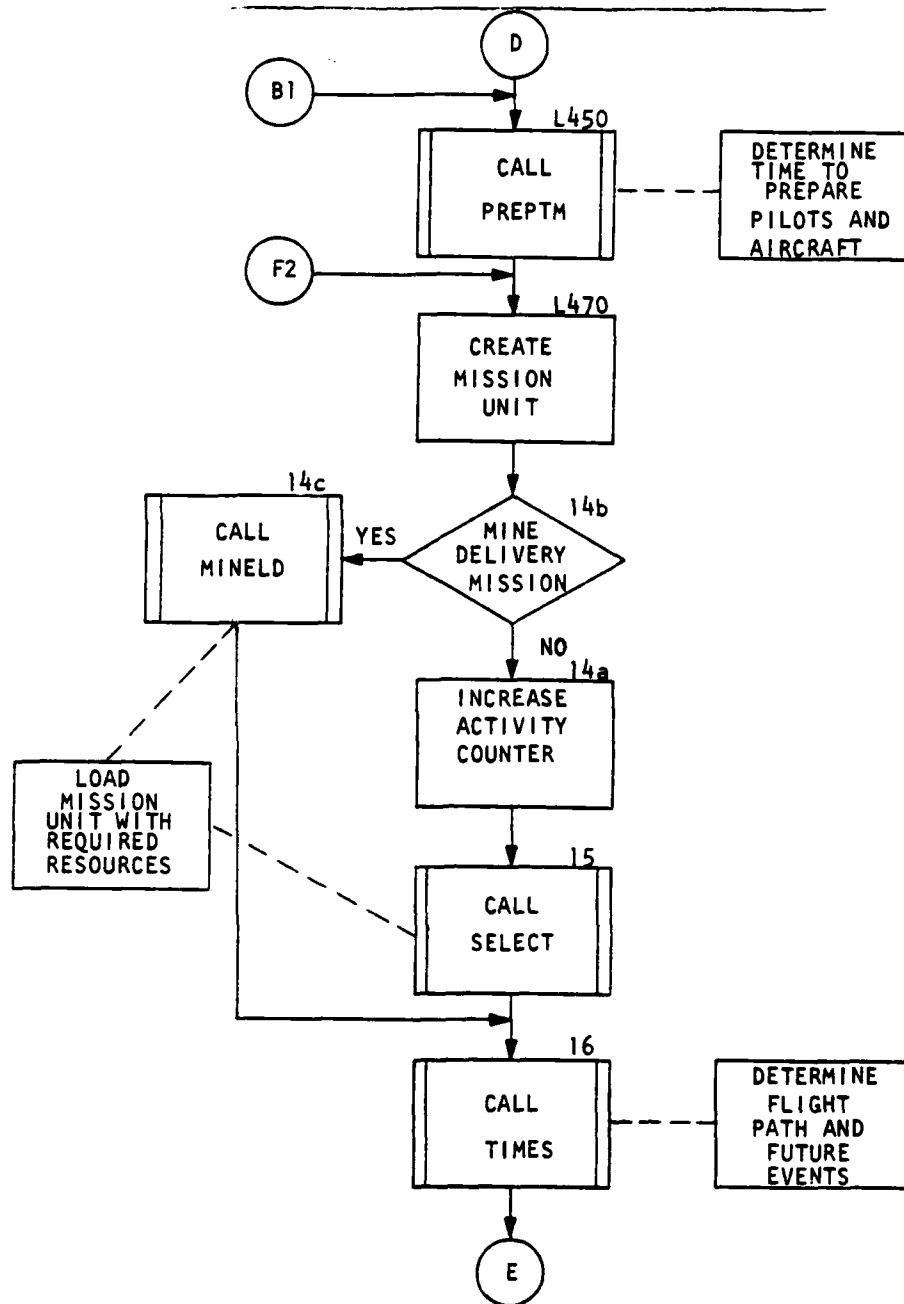 D
B1
L450
CALL
PREPTM
DETERMINE
TIME TO
PREPARE
PILOTS AND
AIRCRAFT
F2
L470
CREATE
MISSION
UNIT
14c
CALL
MINELD
YES
14b
MINE
DELIVERY
MISSION
NO
14a
INCREASE
ACTIVITY
COUNTER
LOAD
MISSION
UNIT WITH
REQUIRED
RESOURCES
15
CALL
SELECT
16
CALL
TIMES
DETERMINE
FLIGHT
PATH AND
FUTURE
EVENTS
E